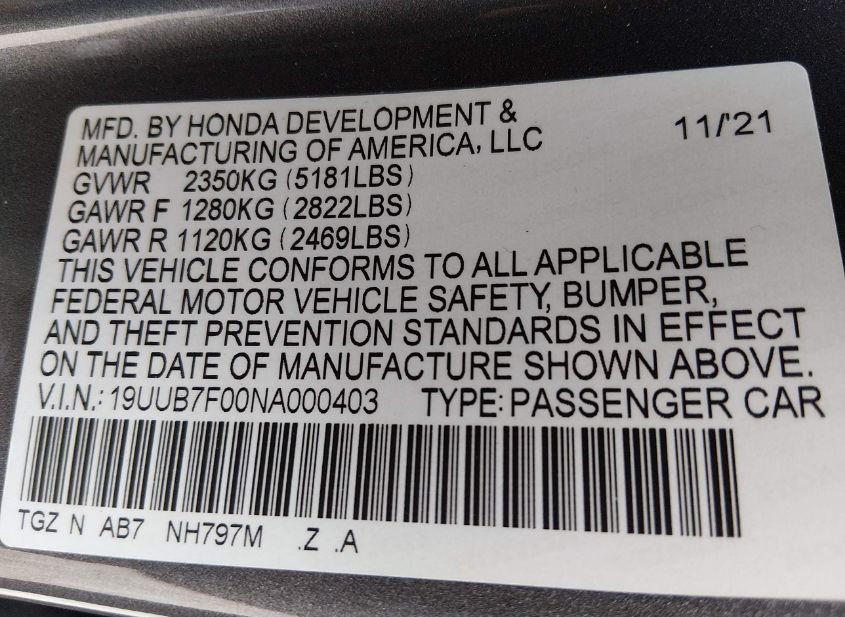 MFD. BY HONDA DEVELOPMENT &
MANUFACTURING OF AMERICA, LLC
11/'21
GVWR 2350KG (5181LBS)
GAWR F 1280KG (2822LBS)
GAWR R 1120KG (2469LBS)
THIS VEHICLE CONFORMS TO ALL APPLICABLE
FEDERAL MOTOR VEHICLE SAFETY, BUMPER,
AND THEFT PREVENTION STANDARDS IN EFFECT
ON THE DATE OF MANUFACTURE SHOWN ABOVE.
V.I.N.: 19UUB7F00NA000403 TYPE: PASSENGER CAR
TGZ N AB7 NH797M .Z .A